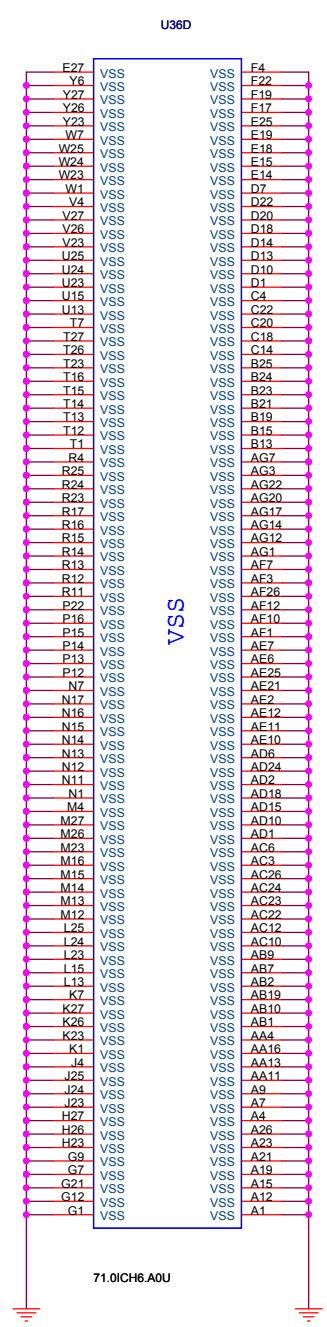 U36D
E27 VSS VSS F4
Y6 VSS VSS F22
Y27 VSS VSS F19
Y26 VSS VSS F17
Y23 VSS VSS E25
W7 VSS VSS E19
W25 VSS VSS E18
W24 VSS VSS E15
W23 VSS VSS E14
W1 VSS VSS D7
V4 VSS VSS D22
V27 VSS VSS D20
V26 VSS VSS D18
V23 VSS VSS D14
U25 VSS VSS D13
U24 VSS VSS D10
U23 VSS VSS D1
U15 VSS VSS C4
U13 VSS VSS C22
T7 VSS VSS C20
T27 VSS VSS C18
T26 VSS VSS C14
T23 VSS VSS B25
T16 VSS VSS B24
T15 VSS VSS B23
T14 VSS VSS B21
T13 VSS VSS B19
T12 VSS VSS B15
T1 VSS VSS B13
R4 VSS VSS AG7
R25 VSS VSS AG3
R24 VSS VSS AG22
R23 VSS VSS AG20
R17 VSS VSS AG17
R16 VSS VSS AG14
R15 VSS VSS AG12
R14 VSS VSS AG1
R13 VSS VSS AF7
R12 VSS VSS AF3
R11 VSS VSS AF26
P22 VSS VSS AF12
P16 VSS VSS AF10
VSS
P15 VSS VSS AF1
P14 VSS VSS AE7
P13 VSS VSS AE6
P12 VSS VSS AE25
N7 VSS VSS AE21
N17 VSS VSS AE2
N16 VSS VSS AE12
N15 VSS VSS AE11
N14 VSS VSS AE10
N13 VSS VSS AD6
N12 VSS VSS AD24
N11 VSS VSS AD2
N1 VSS VSS AD18
M4 VSS VSS AD15
M27 VSS VSS AD10
M26 VSS VSS AD1
M23 VSS VSS AC6
M16 VSS VSS AC3
M15 VSS VSS AC26
M14 VSS VSS AC24
M13 VSS VSS AC23
M12 VSS VSS AC22
L25 VSS VSS AC12
L24 VSS VSS AC10
L23 VSS VSS AB9
L15 VSS VSS AB7
L13 VSS VSS AB2
K7 VSS VSS AB19
K27 VSS VSS AB10
K26 VSS VSS AB1
K23 VSS VSS AA4
K1 VSS VSS AA16
J4 VSS VSS AA13
J25 VSS VSS AA11
J24 VSS VSS A9
J23 VSS VSS A7
H27 VSS VSS A4
H26 VSS VSS A26
H23 VSS VSS A23
G9 VSS VSS A21
G7 VSS VSS A19
G21 VSS VSS A15
G12 VSS VSS A12
G1 VSS VSS A1
71.0ICH6.A0U